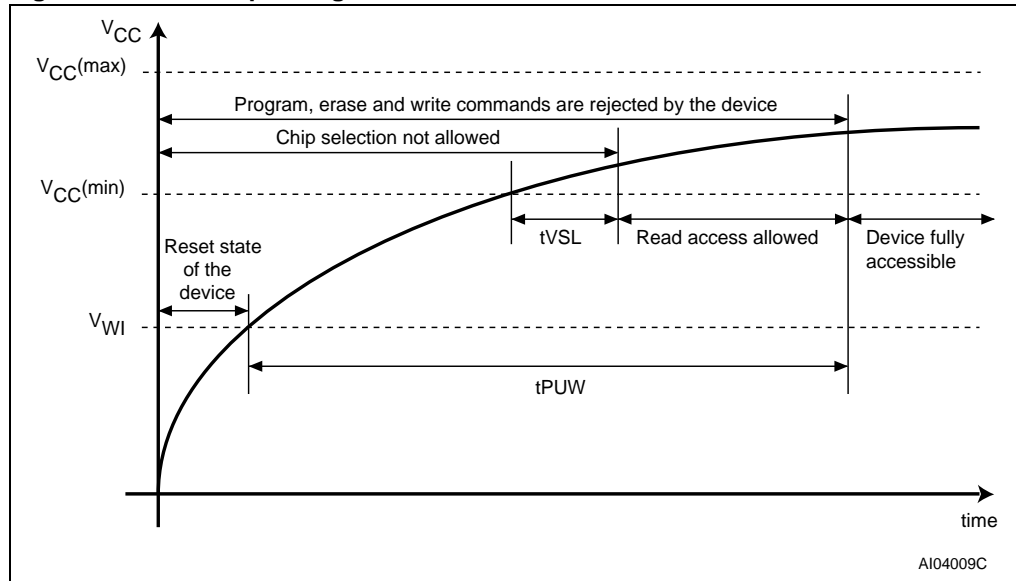 VCC
VCC(max)
Program, erase and write commands are rejected by the device
Chip selection not allowed
VCC(min)
tVSL
Read access allowed
Device fully
accessible
Reset state
of the
device
VWI
tPUW
time
AI04009C